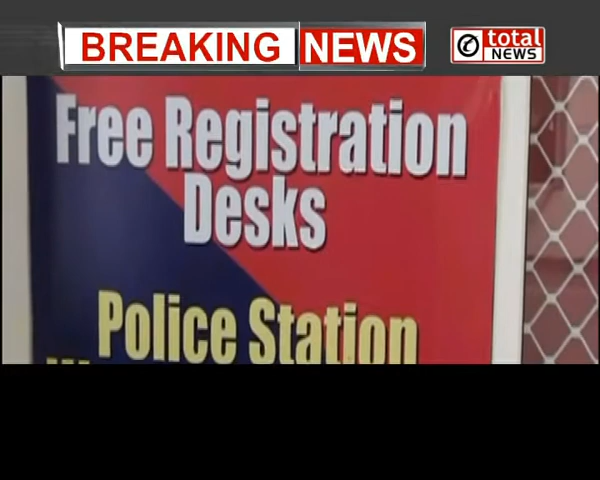 BREAKING NEWS
total NEWS
Free Registration
Desks
Police Station